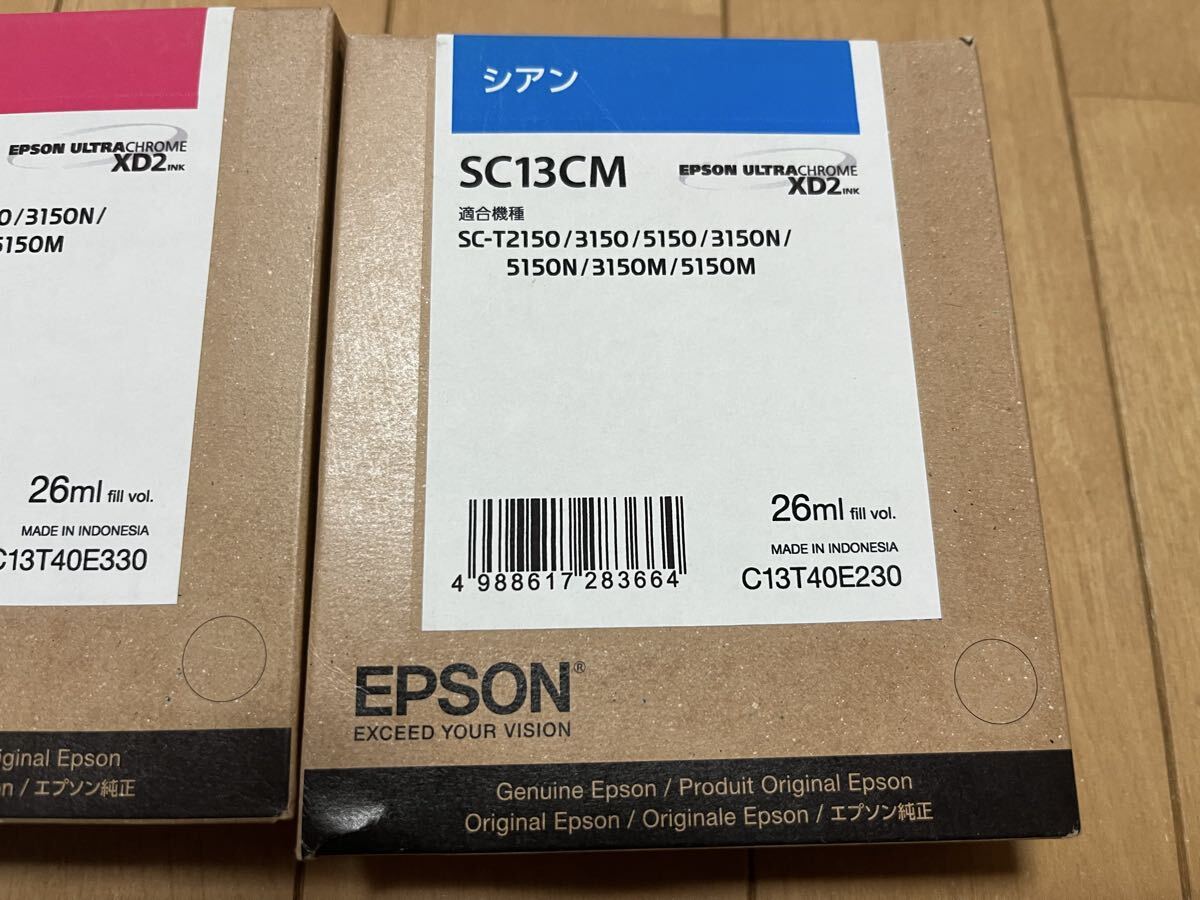 EPSON ULTRACHROME
XD2 INK
0/3150N/
5150M
26ml fill vol.
MADE IN INDONESIA
C13T40E330
ginal Epson
n / エプソン純正
シアン
SC13CM
EPSON ULTRACHROME
XD2 INK
適合機種
SC-T2150/3150/5150/3150N/
5150N/3150M/5150M
26ml fill vol.
MADE IN INDONESIA
C13T40E230
4 988617 283664
EPSON®
EXCEED YOUR VISION
Genuine Epson / Produit Original Epson
Original Epson / Originale Epson / エプソン純正